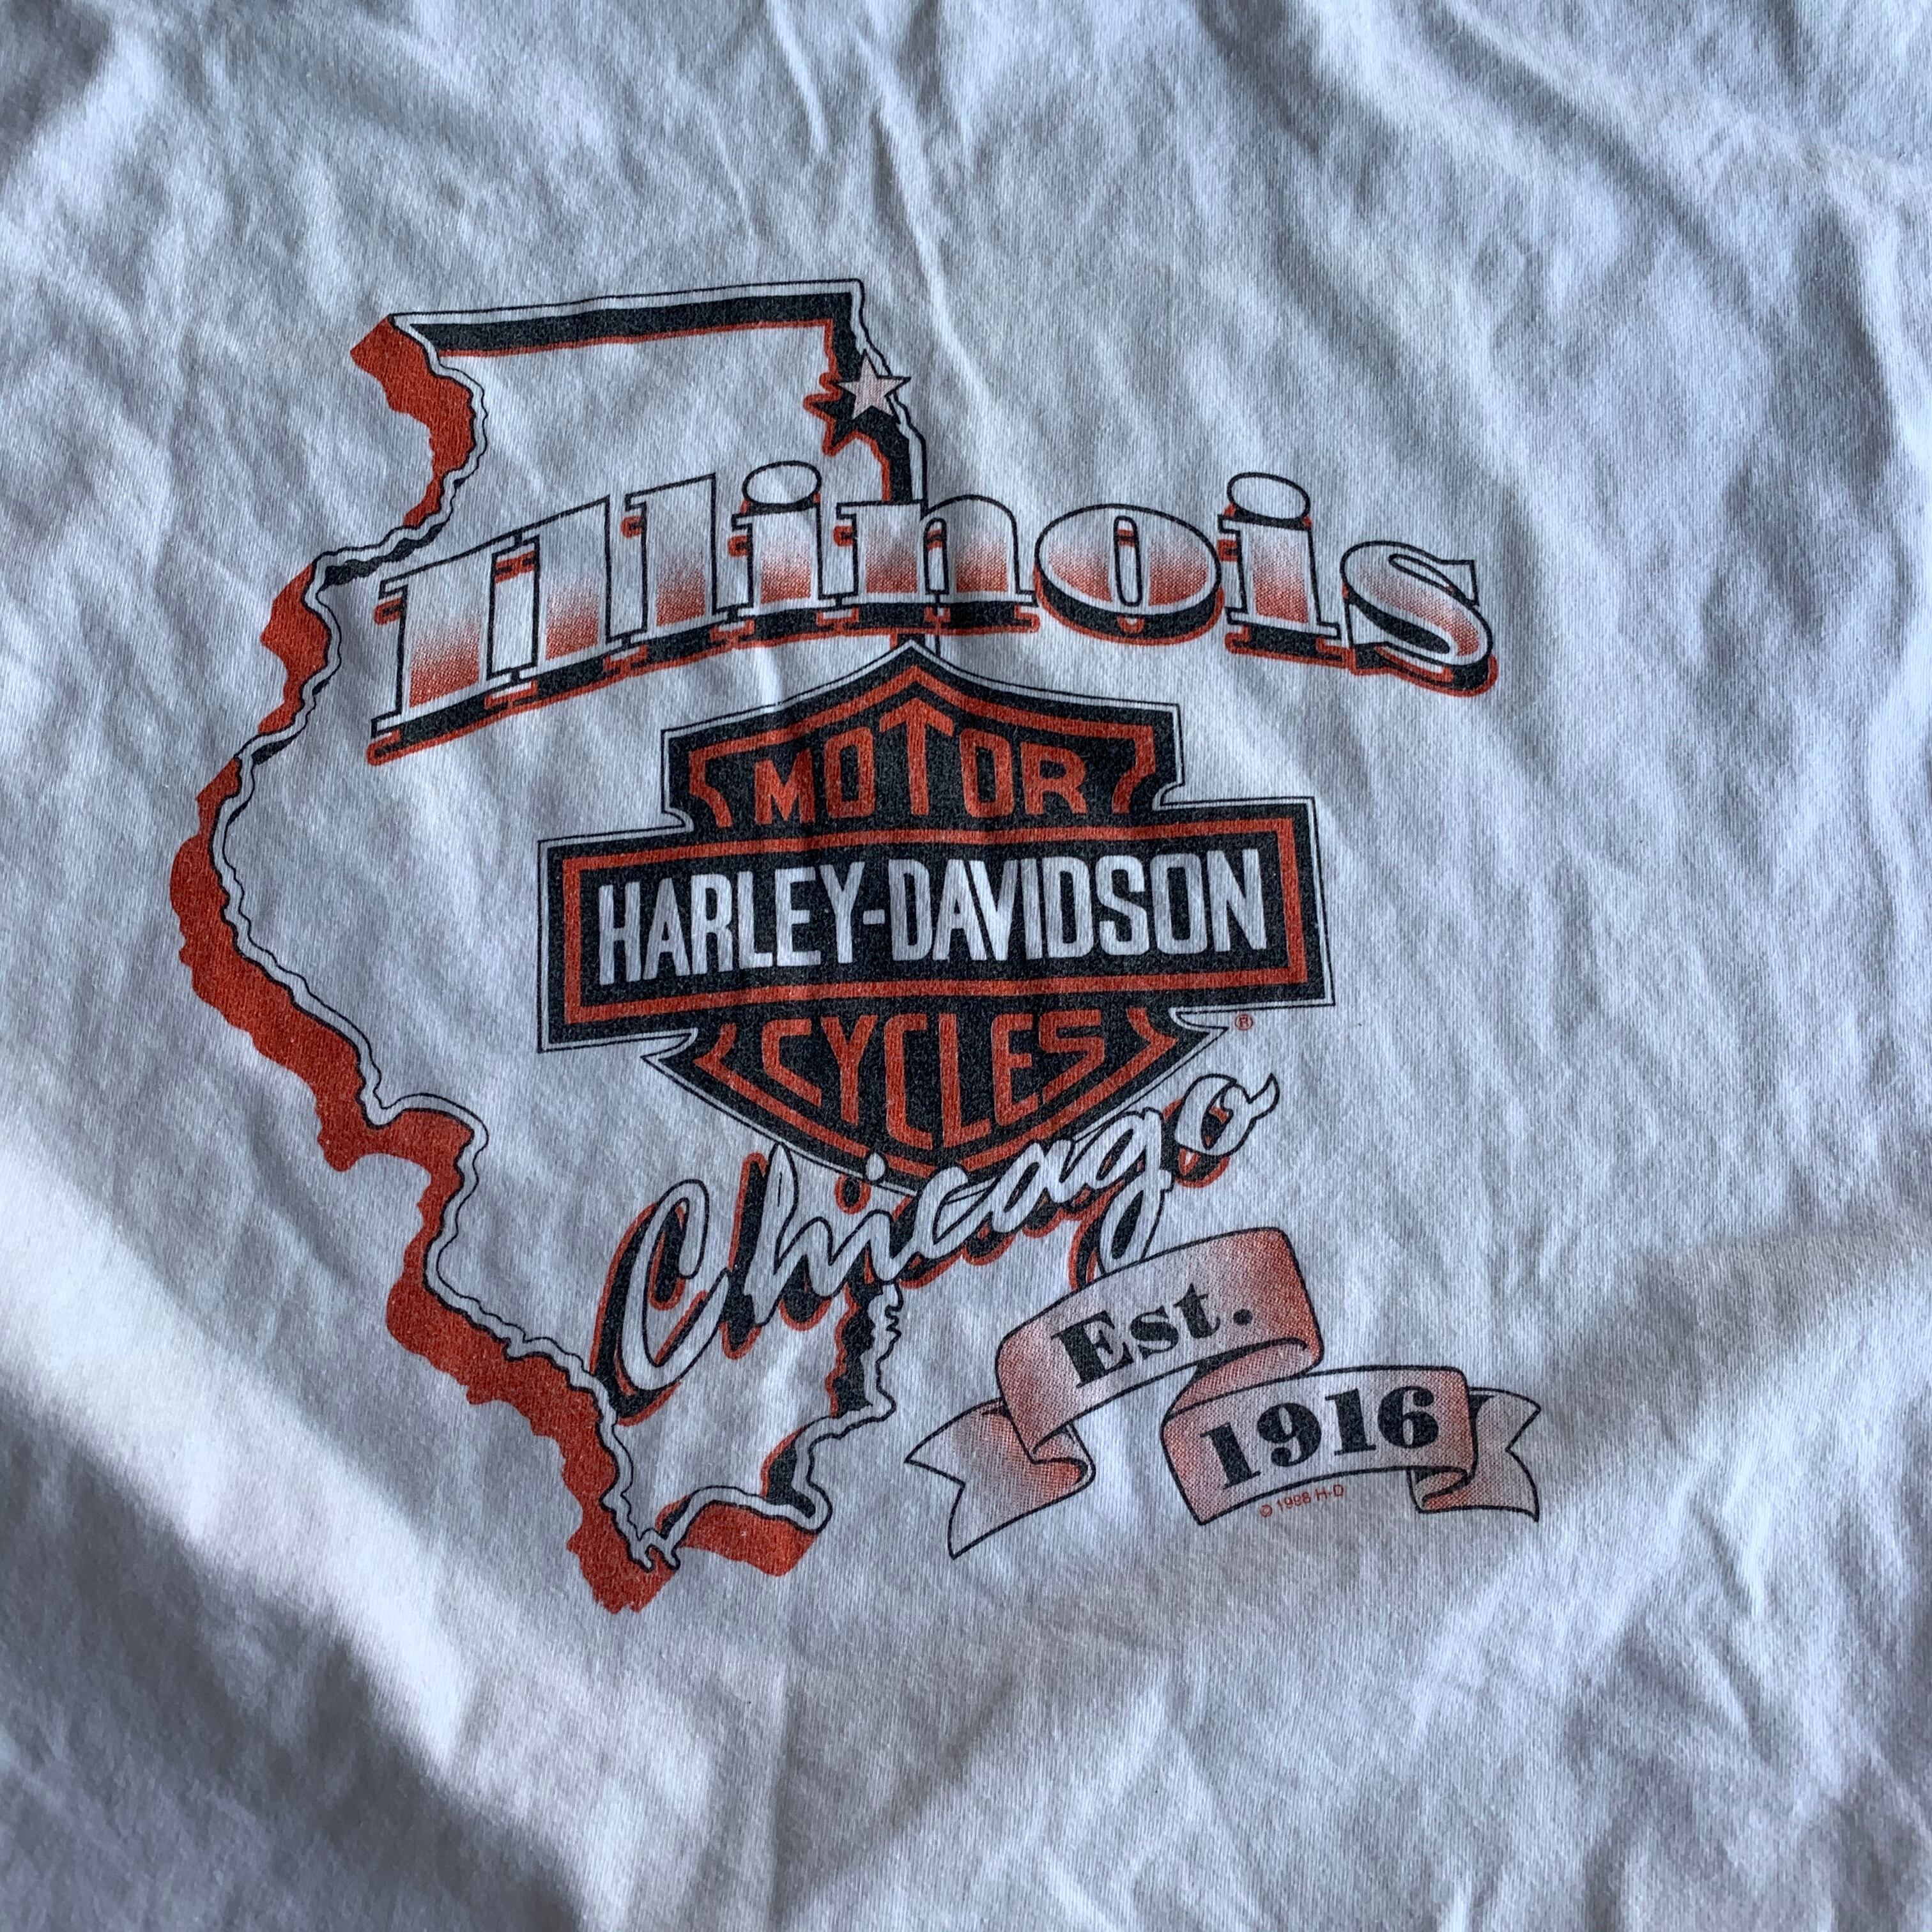 Illinois
MOTOR
HARLEY-DAVIDSON
CYCLES
®
Chicago
Est.
1916
© 1998 H-D